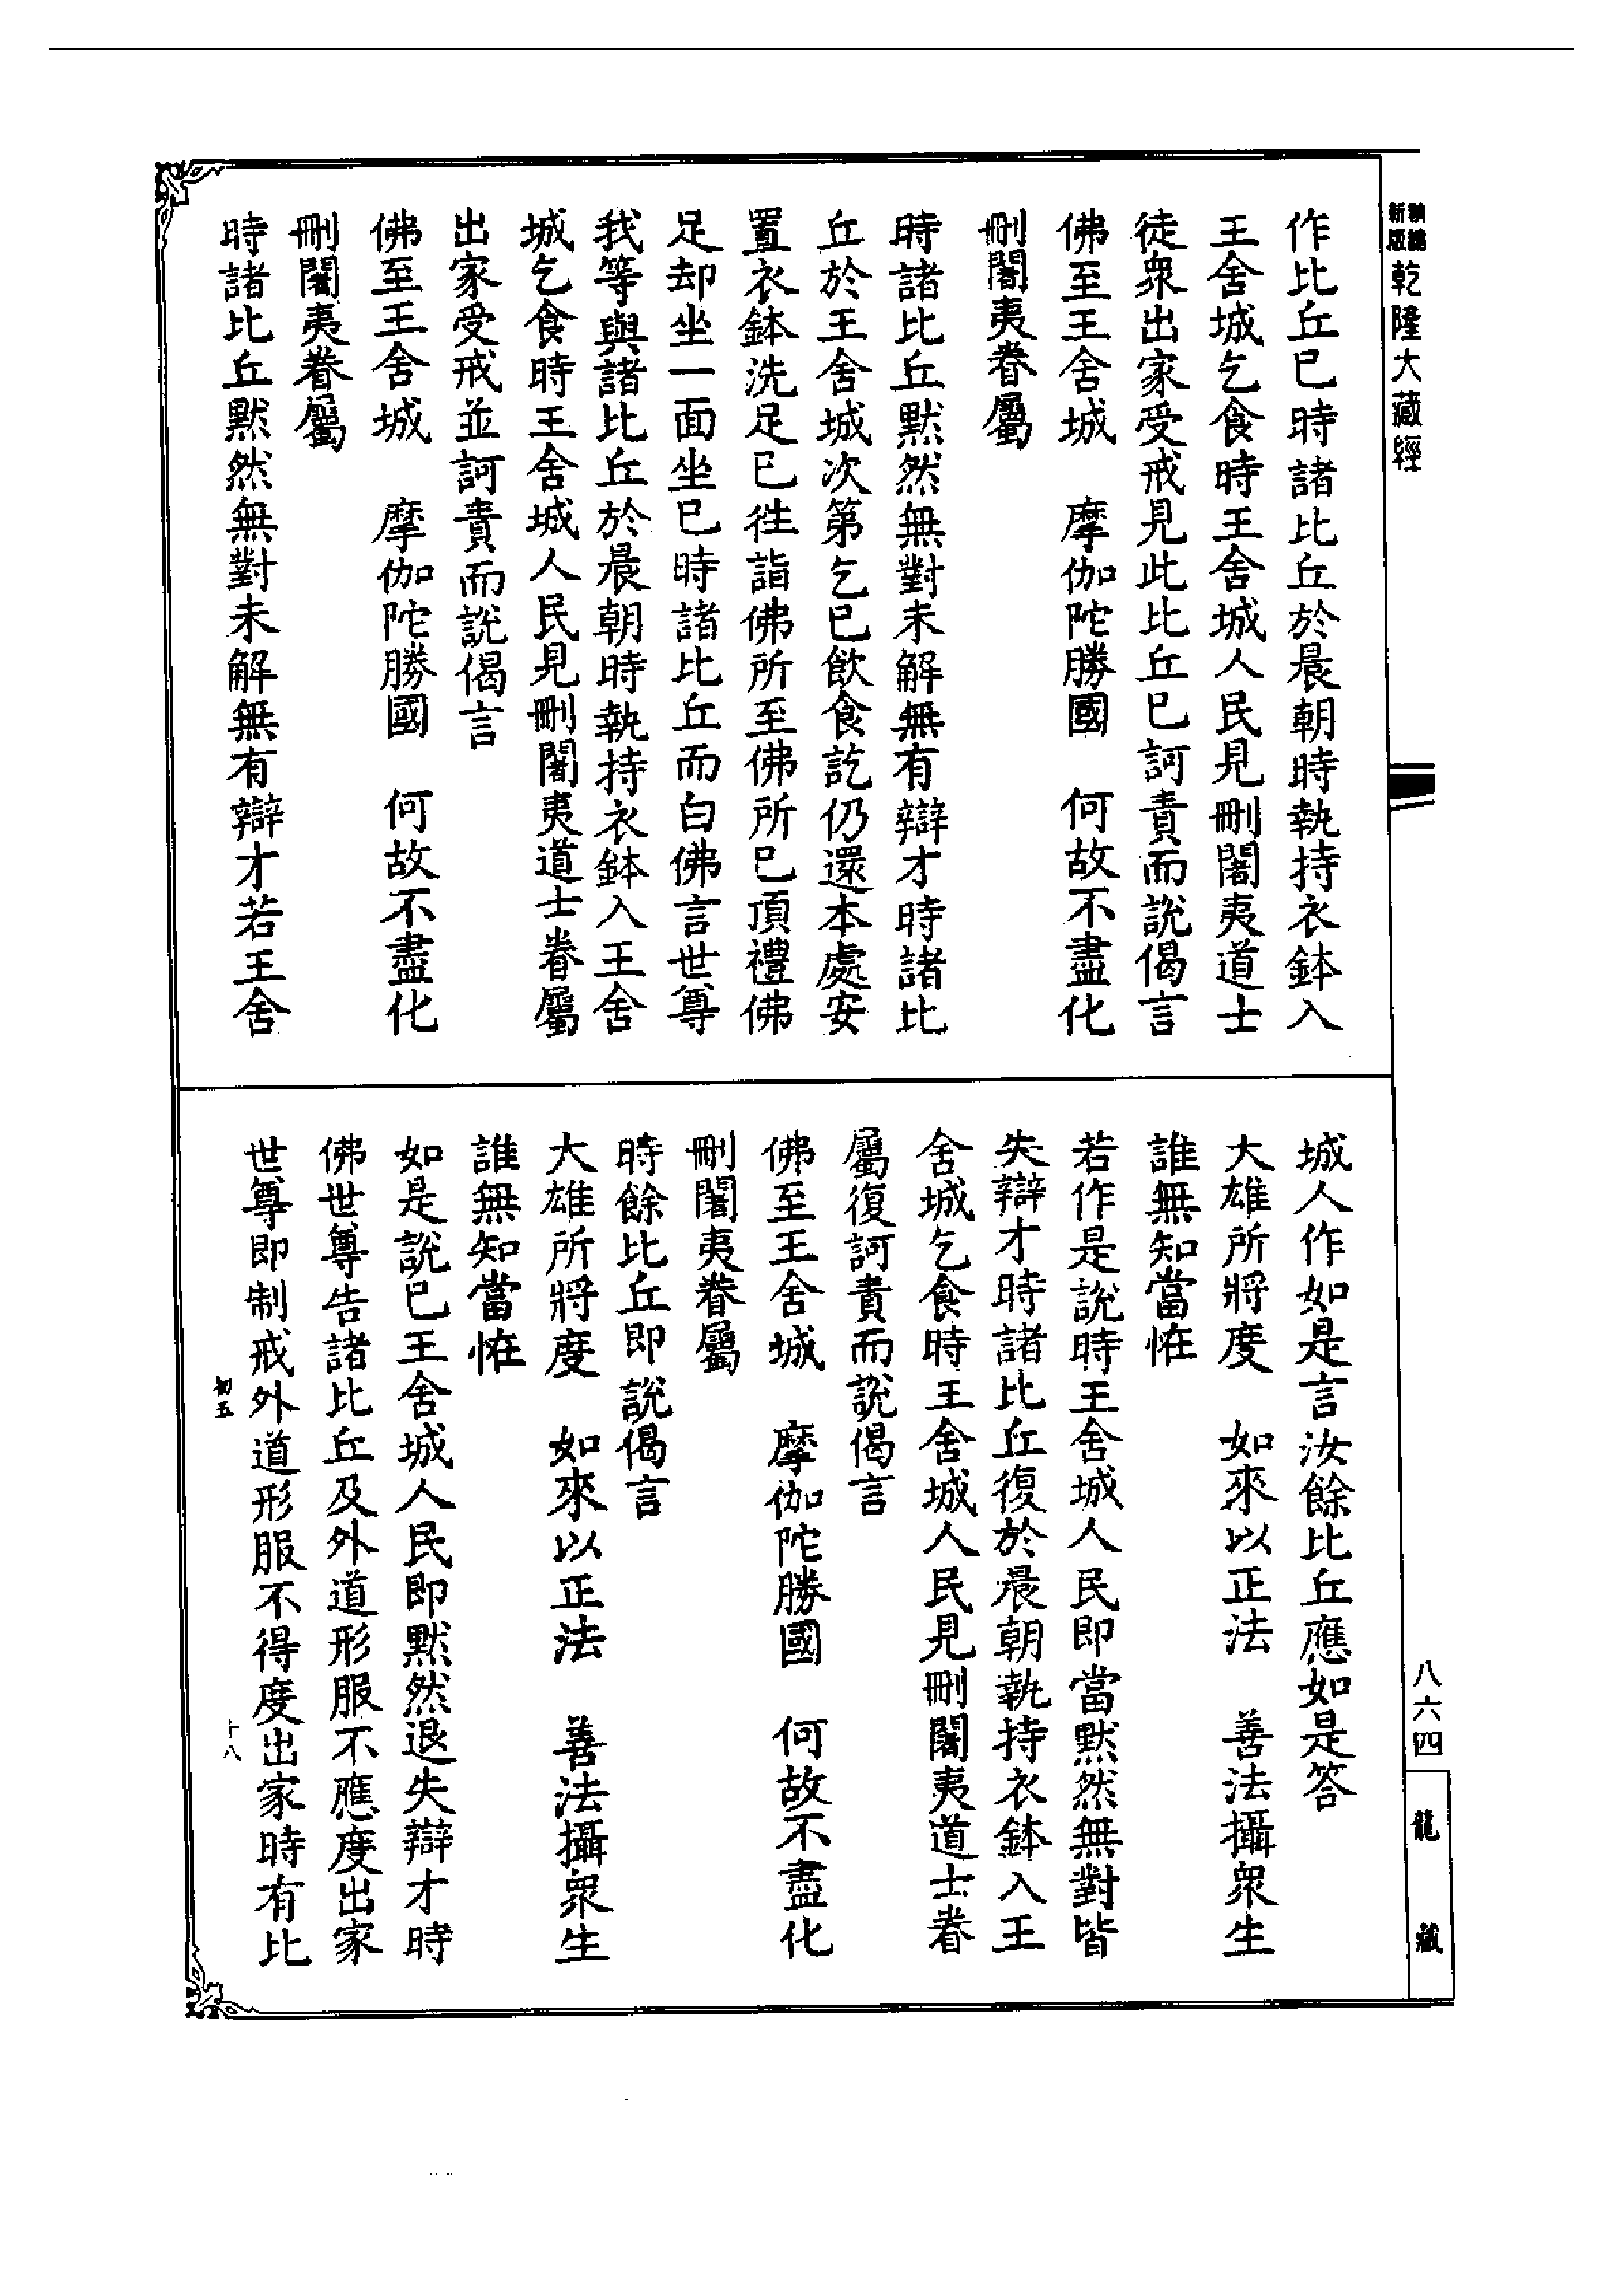 新版
乾隆大藏經
作比丘已時諸比丘於晨朝時執持衣鉢入
王舍城乞食時王舍城人民見刪闍夷道士
徒眾出家受戒見此比丘已訶責而說偈言
佛至王舍城　摩伽陀勝國　何故不盡化
刪闍夷眷屬
時諸比丘默然無對未解無有辯才時諸比
丘於王舍城次第乞已飲食訖仍還本處安
置衣鉢洗足已徃詣佛所至佛所已頂禮佛
足却坐一面坐已時諸比丘而白佛言世尊
我等與諸比丘於晨朝時執持衣鉢入王舍
城乞食時王舍城人民見刪闍夷道士眷屬
出家受戒並訶責而說偈言
佛至王舍城　摩伽陀勝國　何故不盡化
刪闍夷眷屬
時諸比丘默然無對未解無有辯才若王舍
城人作如是言汝餘比丘應如是答
大雄所將度　如來以正法　善法攝眾生
誰無知當恠
若作是說時王舍城人民即當默然無對皆
失辯才時諸比丘復於晨朝執持衣鉢入王
舍城乞食時王舍城人民見刪闍夷道士眷
屬復訶責而說偈言
佛至王舍城　摩伽陀勝國　何故不盡化
刪闍夷眷屬
時餘比丘即說偈言
大雄所將度　如來以正法　善法攝眾生
誰無知當恠
如是說已王舍城人民即默然退失辯才時
佛世尊告諸比丘及外道形服不應度出家
世尊即制戒外道形服不得度出家時有比
初五
十八
八六四
龍藏